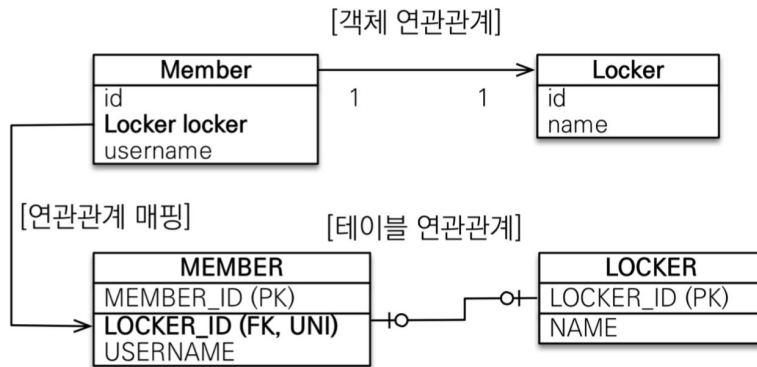 [객체 연관관계]
Member
Locker
id
1
1
id
Locker locker
name
username
[연관관계 매핑]
[테이블 연관관계]
MEMBER
LOCKER
MEMBER_ID (PK)
LOCKER_ID (PK)
LOCKER_ID (FK, UNI)
NAME
USERNAME